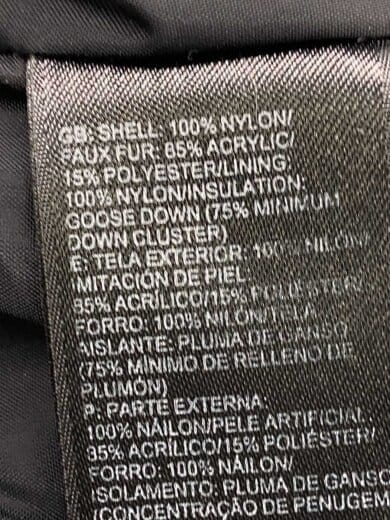 GB: SHELL: 100% NYLON/
FAUX FUR: 85% ACRYLIC/
15% POLYESTER/LINING:
100% NYLON/INSULATION:
GOOSE DOWN (75% MINIMUM
DOWN CLUSTER)
E: TELA EXTERIOR: 100% NILON/
IMITACIÓN DE PIEL
85% ACRÍLICO/15% POLIÉSTER/
FORRO: 100% NILÓN/TELA
AISLANTE: PLUMA DE GANSO
(75% MÍNIMO DE RELLENO DE
PLUMÓN)
P: PARTE EXTERNA:
100% NÁILON/PELE ARTIFICIAL
85% ACRÍLICO/15% POLIÉSTER/
FORRO: 100% NÁILON/
ISOLAMENTO: PLUMA DE GANSO
(CONCENTRAÇÃO DE PENUGEM